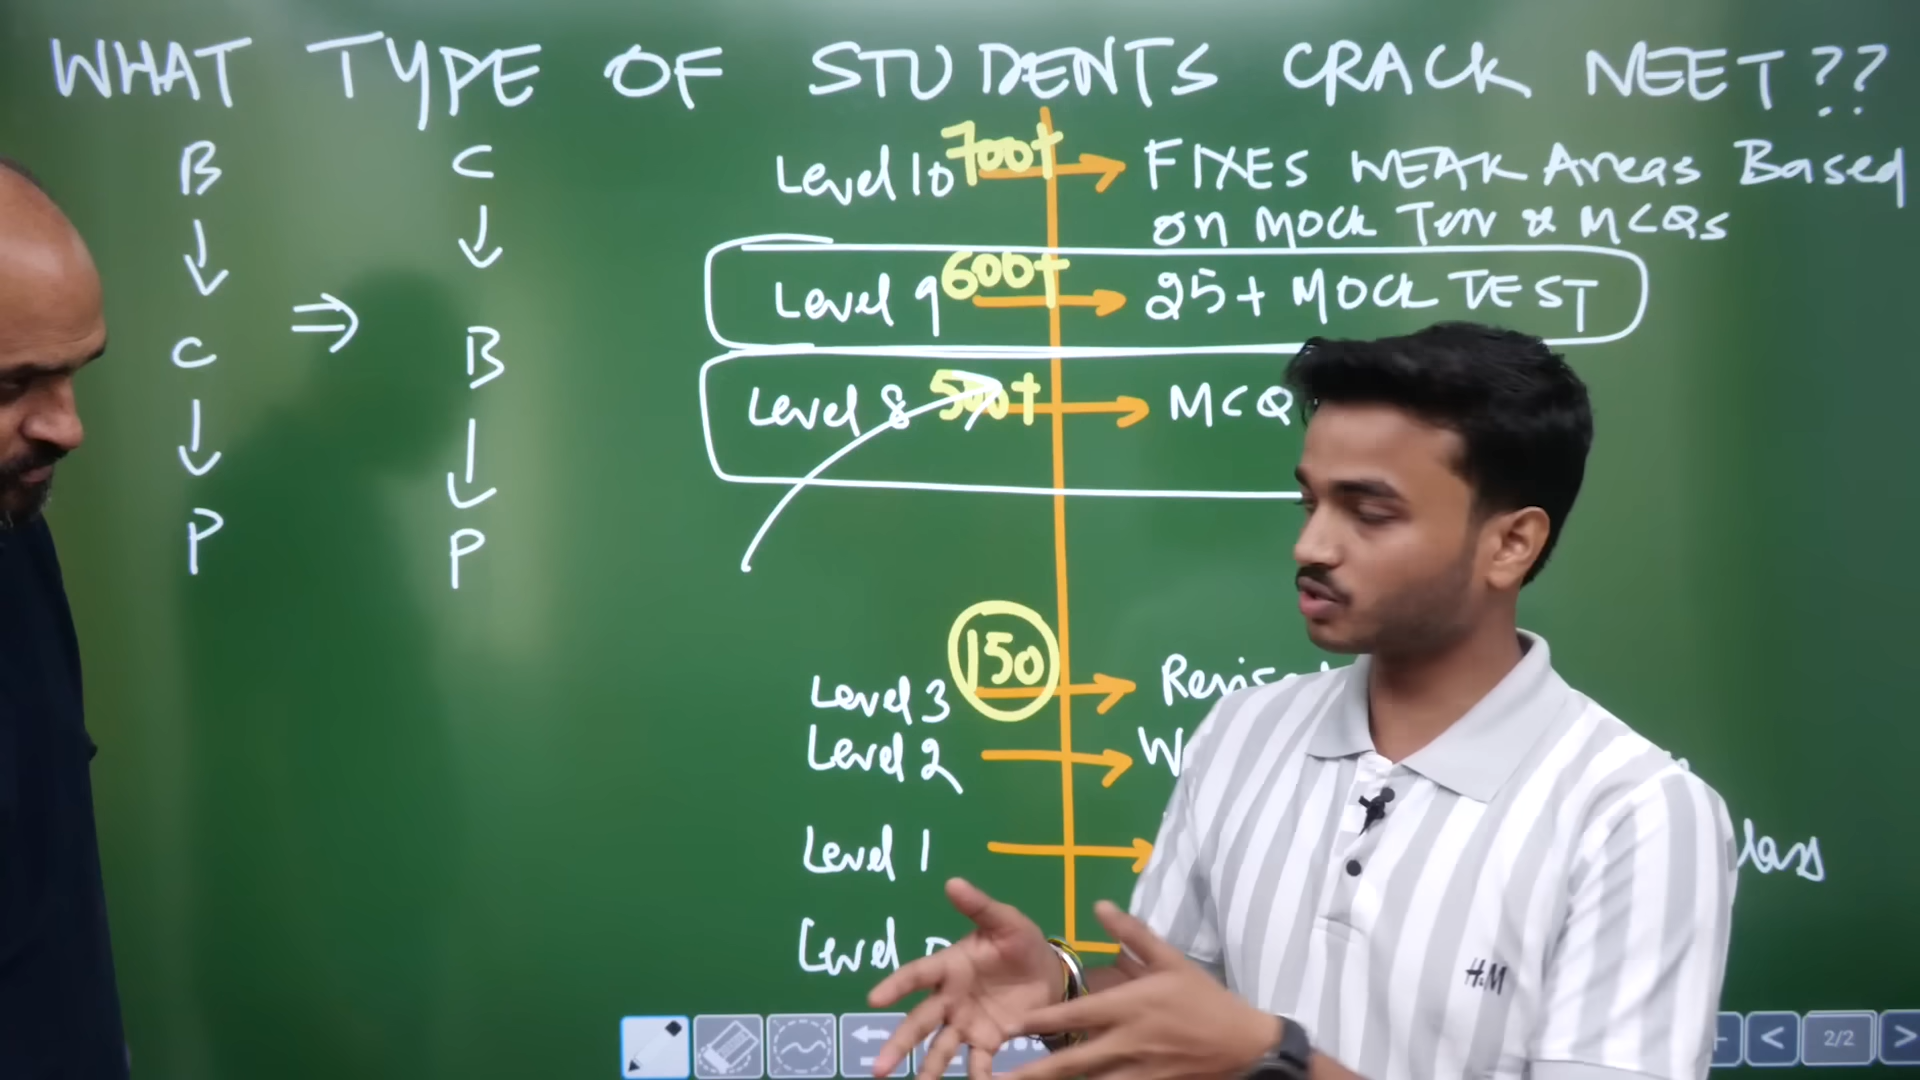 WHAT TYPE OF STUDENTS CRACK NEET??
B
C
P
⇒
C
B
P
Level 10 700+ → FIXES WEAK Areas Based
on MOCK Test & MCQs
Level 9 600+ → 25+ MOCK TEST
Level 8 500+ → MCQ
Level 3 150 →
Level 2 →
Level 1 →
Level
H&M
2/2